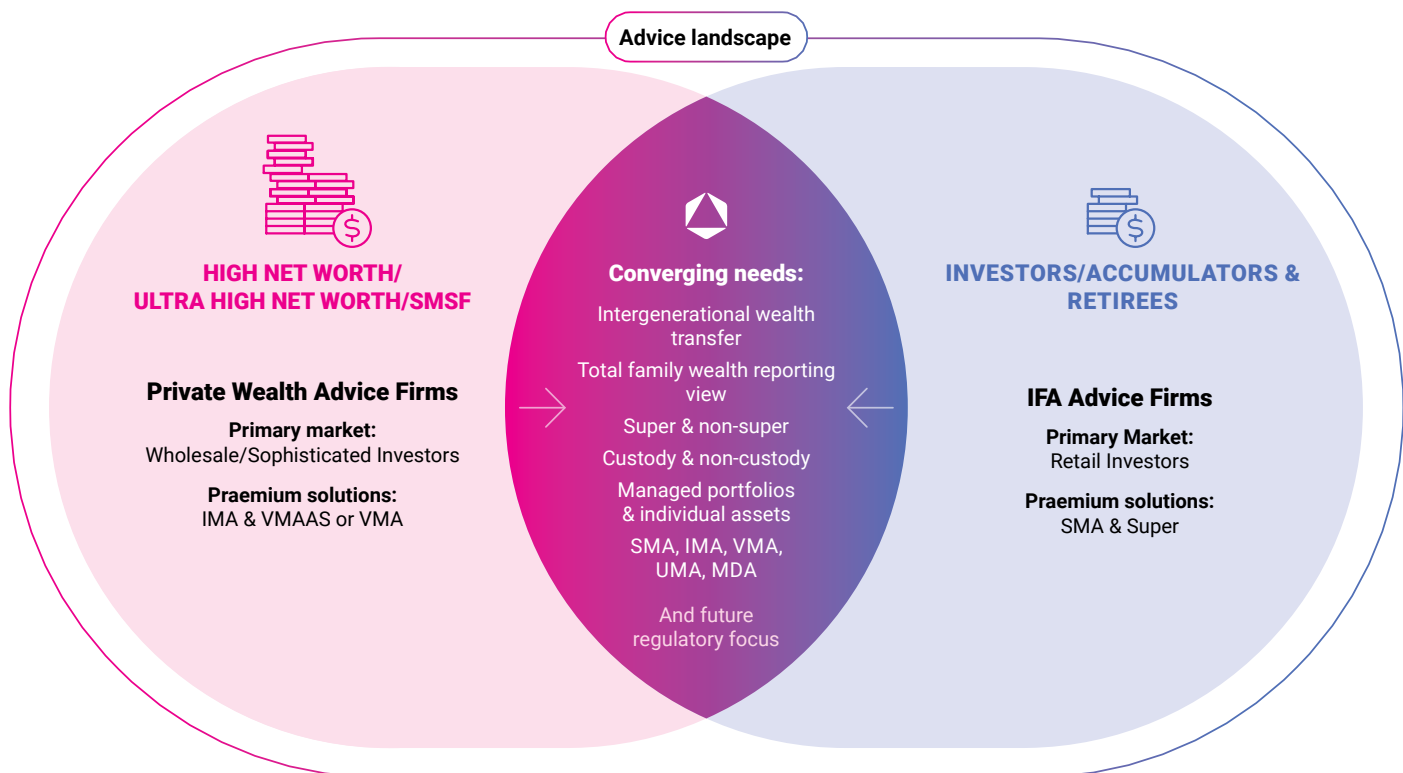 Advice landscape
$
HIGH NET WORTH/
ULTRA HIGH NET WORTH/SMSF
Private Wealth Advice Firms
Primary market:
Wholesale/Sophisticated Investors
Praemium solutions:
IMA & VMAAS or VMA
Converging needs:
Intergenerational wealth
transfer
Total family wealth reporting
view
Super & non-super
Custody & non-custody
Managed portfolios
& individual assets
SMA, IMA, VMA,
UMA, MDA
And future
regulatory focus
$
INVESTORS/ACCUMULATORS &
RETIREES
IFA Advice Firms
Primary Market:
Retail Investors
Praemium solutions:
SMA & Super